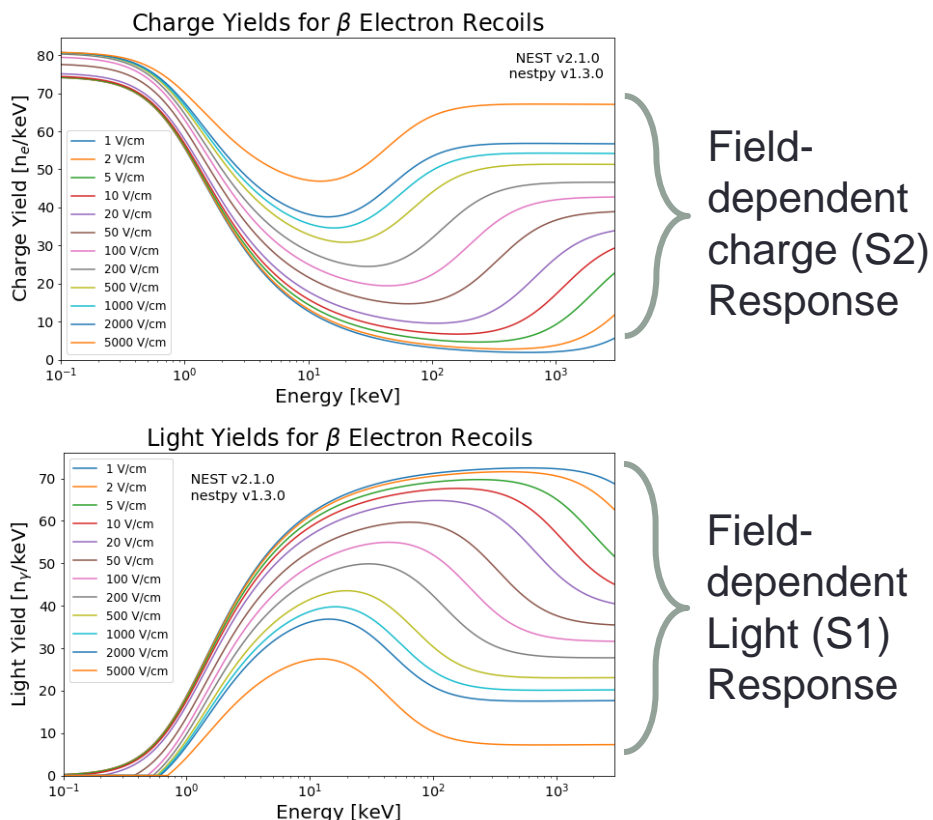 Charge Yields for β Electron Recoils
NEST v2.1.0
nestpy v1.3.0
Charge Yield [nₑ/keV]
80
70
60
50
40
30
20
10
0
1 V/cm
2 V/cm
5 V/cm
10 V/cm
20 V/cm
50 V/cm
100 V/cm
200 V/cm
500 V/cm
1000 V/cm
2000 V/cm
5000 V/cm
10⁻¹ 10⁰ 10¹ 10² 10³
Energy [keV]
Field-
dependent
charge (S2)
Response
Light Yields for β Electron Recoils
NEST v2.1.0
nestpy v1.3.0
Light Yield [nᵧ/keV]
70
60
50
40
30
20
10
0
1 V/cm
2 V/cm
5 V/cm
10 V/cm
20 V/cm
50 V/cm
100 V/cm
200 V/cm
500 V/cm
1000 V/cm
2000 V/cm
5000 V/cm
10⁻¹ 10⁰ 10¹ 10² 10³
Energy [keV]
Field-
dependent
Light (S1)
Response